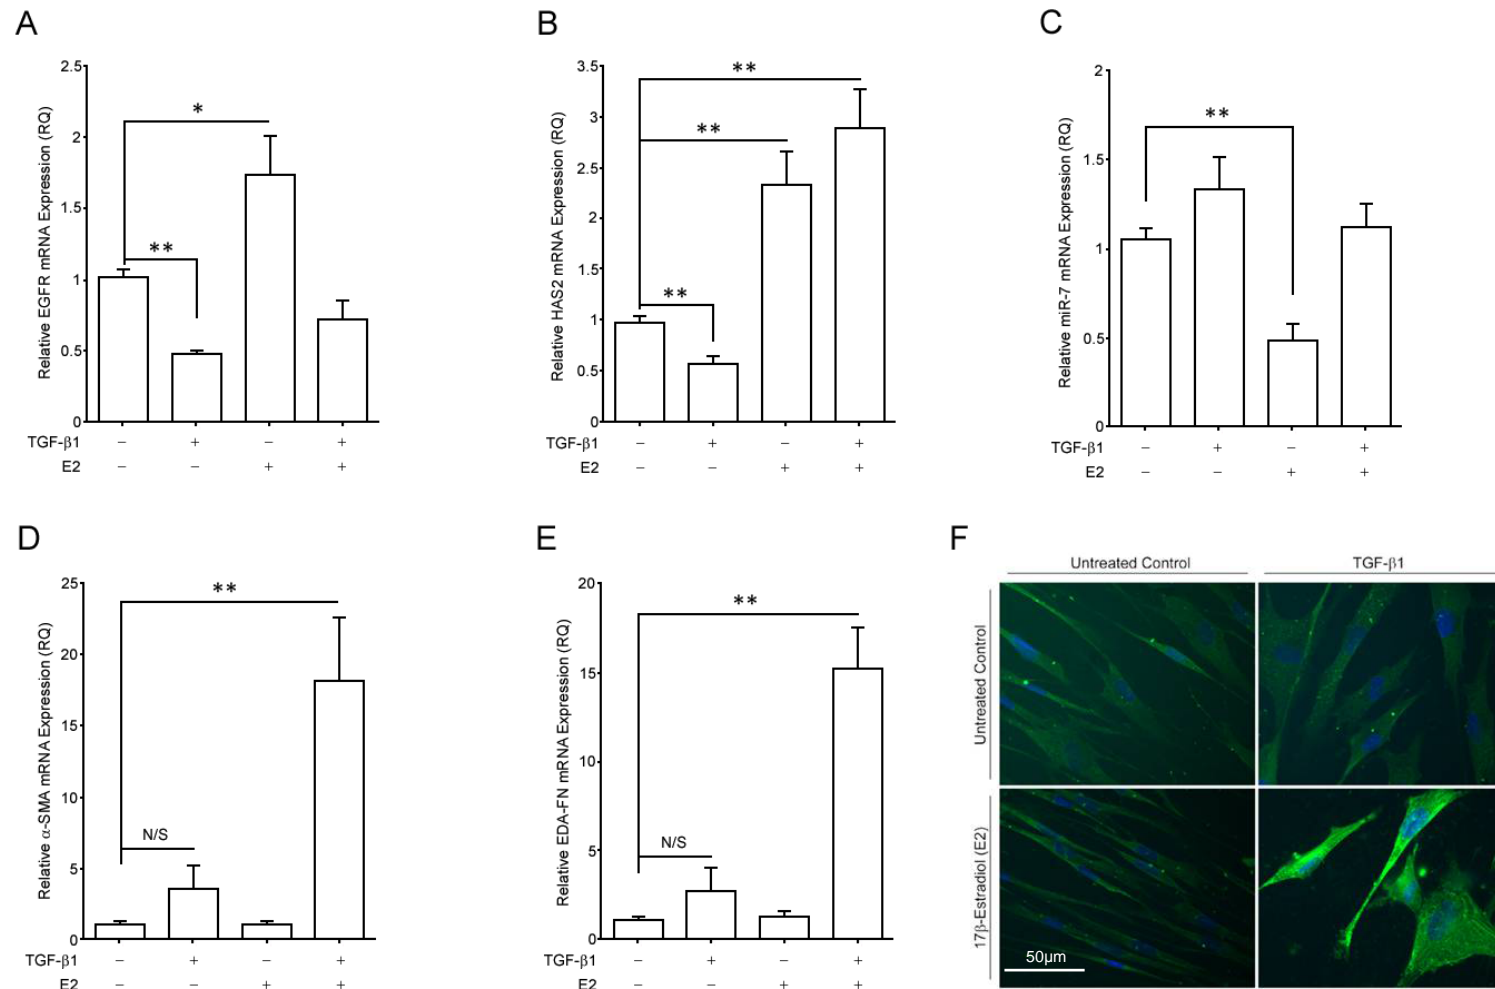 A
Relative EGFR mRNA Expression (RQ)
2.5
2
1.5
1
0.5
0
*
**
TGF-β1 – + – +
E2 – – + +
B
Relative HAS2 mRNA Expression (RQ)
3.5
3
2.5
2
1.5
1
0.5
0
**
**
**
TGF-β1 – + – +
E2 – – + +
C
Relative miR-7 mRNA Expression (RQ)
2
1.5
1
0.5
0
**
TGF-β1 – + – +
E2 – – + +
D
Relative α-SMA mRNA Expression (RQ)
25
20
15
10
5
0
**
N/S
TGF-β1 – + – +
E2 – – + +
E
Relative EDA-FN mRNA Expression (RQ)
20
15
10
5
0
**
N/S
TGF-β1 – + – +
E2 – – + +
F
Untreated Control
TGF-β1
Untreated Control
17β-Estradiol (E2)
50μm